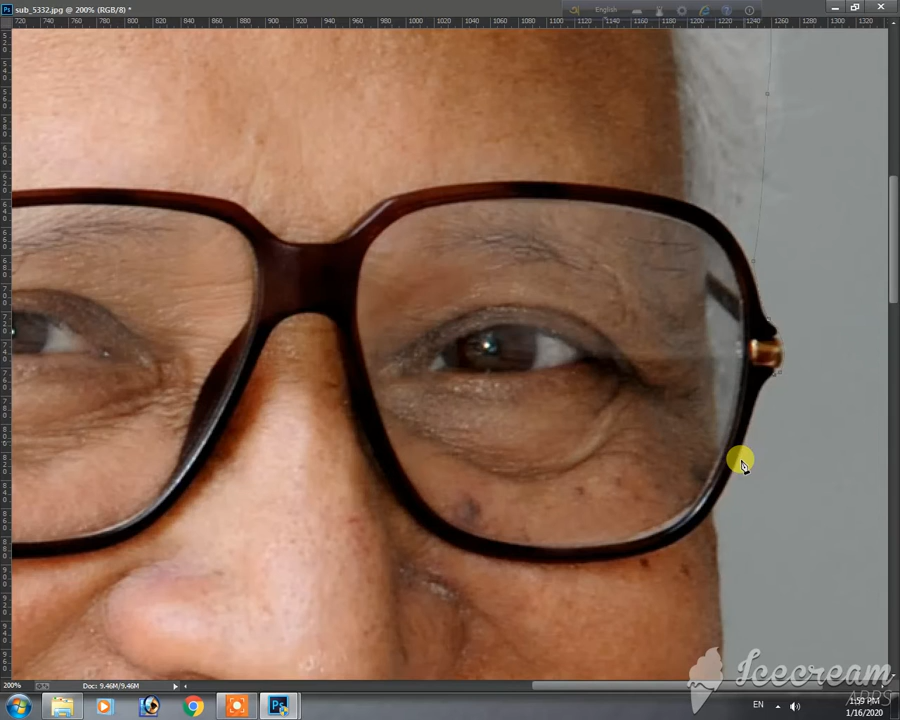 sub_5332.jpg @ 200% (RGB/8) *
English
720 740 760 780 800 820 840 860 880 900 920 940 960 980 1000 1020 1040 1060 1080 1100 1120 1140 1160 1180 1200 1220 1240 1260 1280 1300 1320
200%
Doc: 9.46M/9.46M
Icecream
APPS
EN
1:59 PM
1/16/2020